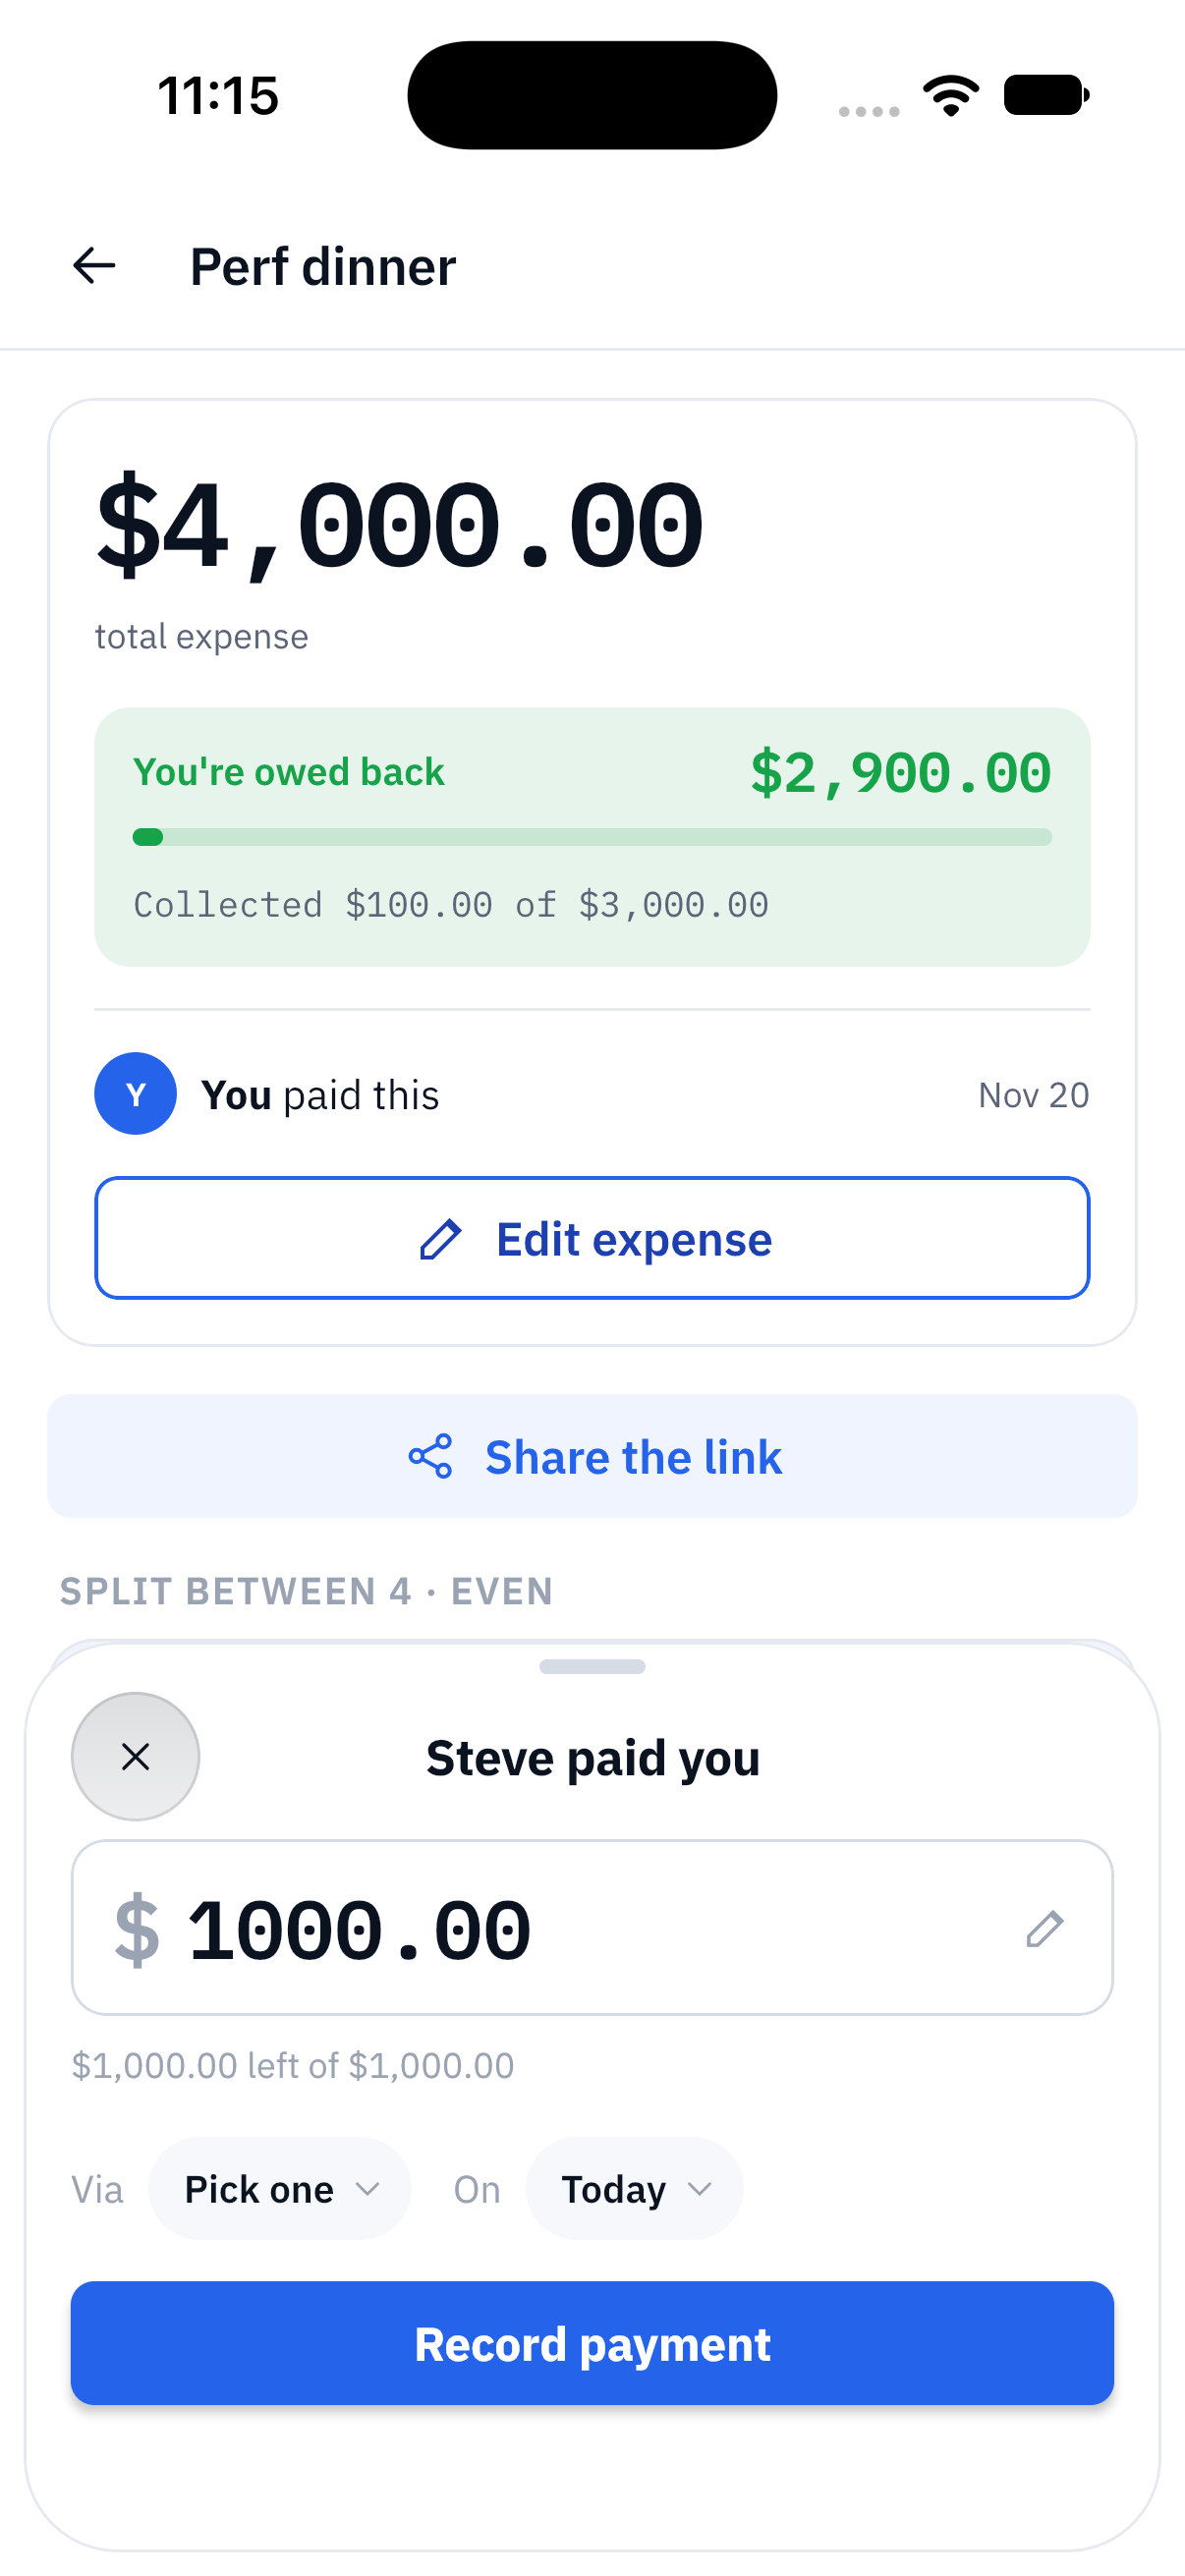 11:15
Perf dinner
$4,000.00
total expense
You're owed back $2,900.00
Collected $100.00 of $3,000.00
Y You paid this Nov 20
Edit expense
Share the link
SPLIT BETWEEN 4 · EVEN
Steve paid you
$ 1000.00
$1,000.00 left of $1,000.00
Via Pick one On Today
Record payment